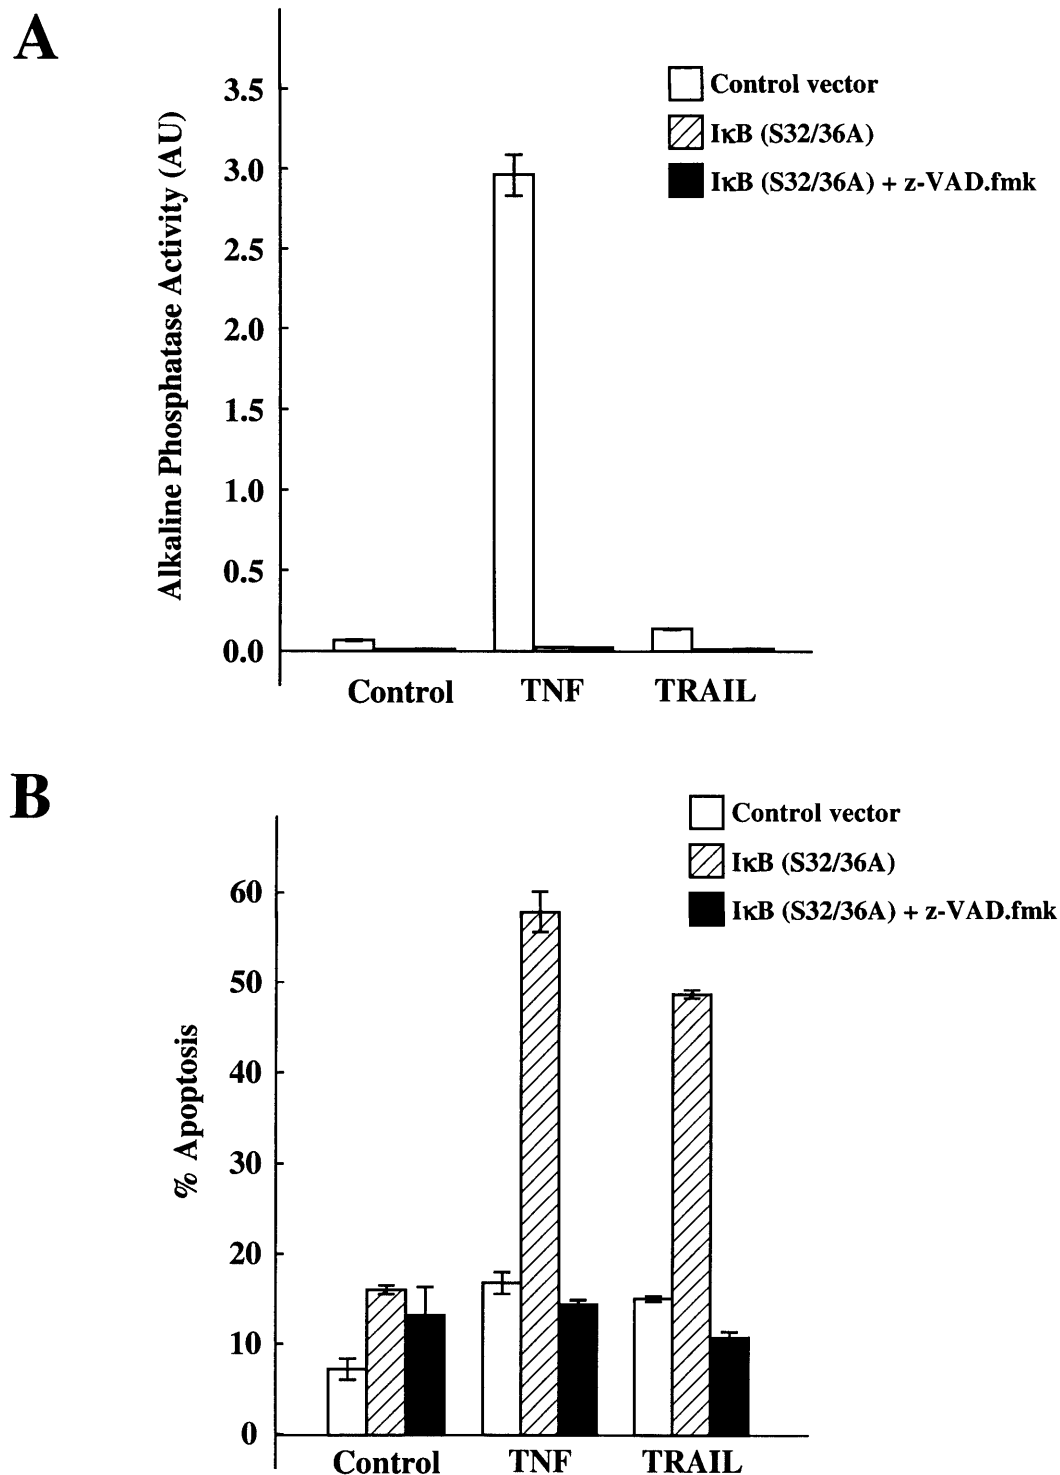 A
Alkaline Phosphatase Activity (AU)
3.5
3.0
2.5
2.0
1.5
1.0
0.5
0.0
Control vector
IκB (S32/36A)
IκB (S32/36A) + z-VAD.fmk
Control TNF TRAIL
B
% Apoptosis
60
50
40
30
20
10
0
Control vector
IκB (S32/36A)
IκB (S32/36A) + z-VAD.fmk
Control TNF TRAIL